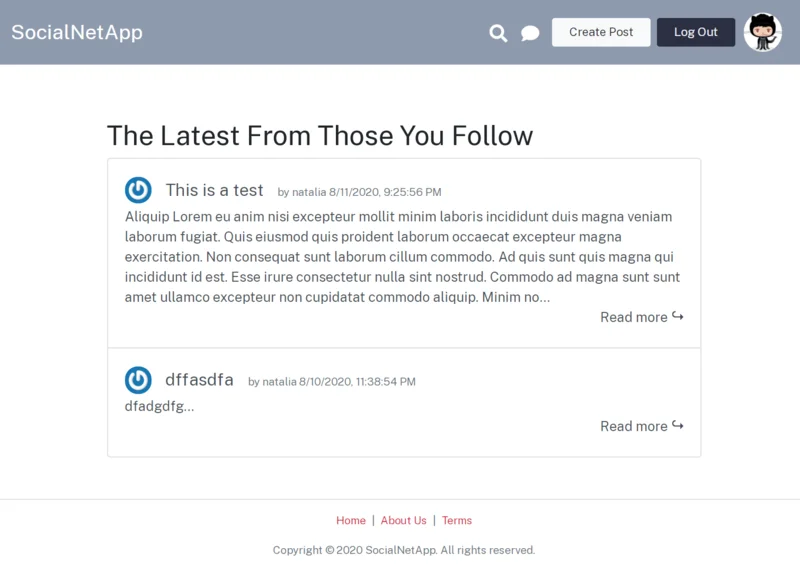 SocialNetApp
Create Post
Log Out
The Latest From Those You Follow
This is a test by natalia 8/11/2020, 9:25:56 PM
Aliquip Lorem eu anim nisi excepteur mollit minim laboris incididunt duis magna veniam
laborum fugiat. Quis eiusmod quis proident laborum occaecat excepteur magna
exercitation. Non consequat sunt laborum cillum commodo. Ad quis sunt quis magna qui
incididunt id est. Esse irure consectetur nulla sint nostrud. Commodo ad magna sunt sunt
amet ullamco excepteur non cupidatat commodo aliquip. Minim no...
Read more ↪
dffasdfa by natalia 8/10/2020, 11:38:54 PM
dfadgdfg...
Read more ↪
Home | About Us | Terms
Copyright © 2020 SocialNetApp. All rights reserved.